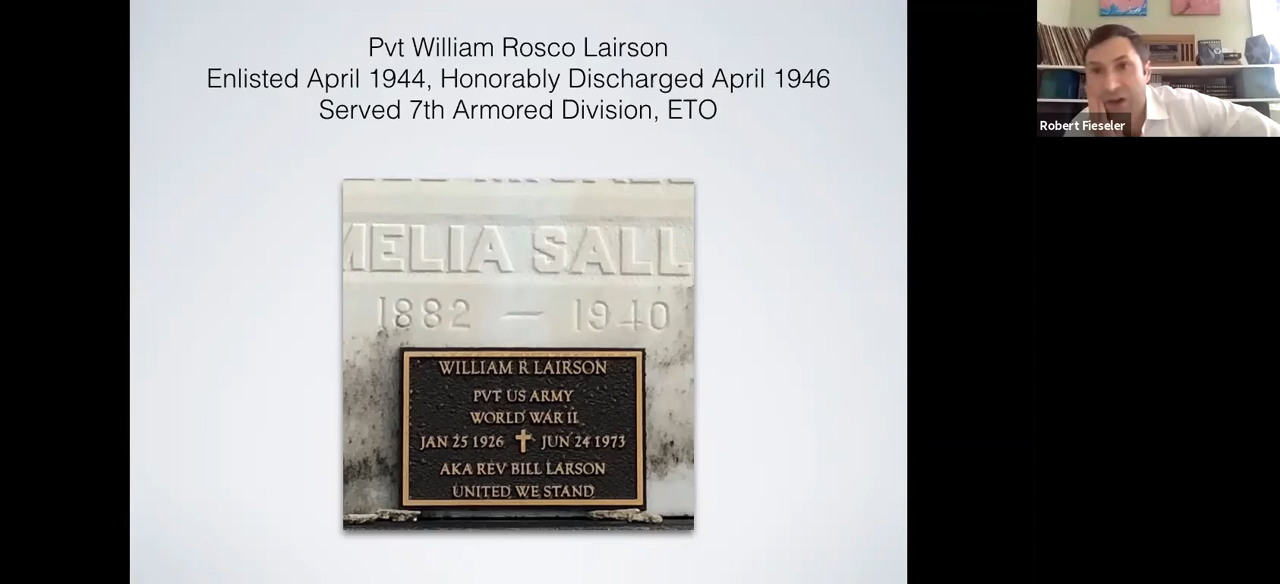 Pvt William Rosco Lairson
Enlisted April 1944, Honorably Discharged April 1946
Served 7th Armored Division, ETO
MELIA SALL
1882 — 1940
WILLIAM R LAIRSON
PVT US ARMY
WORLD WAR II
JAN 25 1926 ✝ JUN 24 1973
AKA REV BILL LARSON
UNITED WE STAND
Robert Fieseler